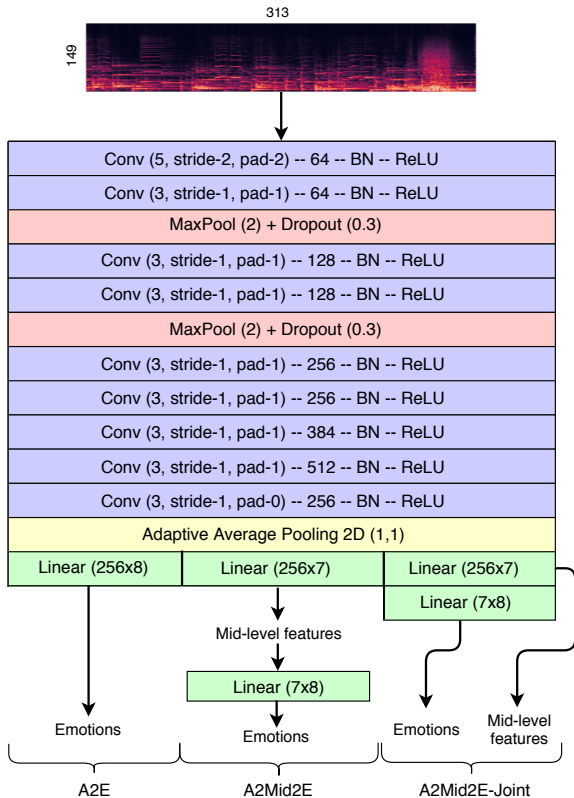 313
149
Conv (5, stride-2, pad-2) -- 64 -- BN -- ReLU
Conv (3, stride-1, pad-1) -- 64 -- BN -- ReLU
MaxPool (2) + Dropout (0.3)
Conv (3, stride-1, pad-1) -- 128 -- BN -- ReLU
Conv (3, stride-1, pad-1) -- 128 -- BN -- ReLU
MaxPool (2) + Dropout (0.3)
Conv (3, stride-1, pad-1) -- 256 -- BN -- ReLU
Conv (3, stride-1, pad-1) -- 256 -- BN -- ReLU
Conv (3, stride-1, pad-1) -- 384 -- BN -- ReLU
Conv (3, stride-1, pad-1) -- 512 -- BN -- ReLU
Conv (3, stride-1, pad-0) -- 256 -- BN -- ReLU
Adaptive Average Pooling 2D (1,1)
Linear (256x8)
Linear (256x7)
Linear (256x7)
Linear (7x8)
Mid-level features
Linear (7x8)
Emotions
Emotions
Emotions
Mid-level
features
A2E
A2Mid2E
A2Mid2E-Joint